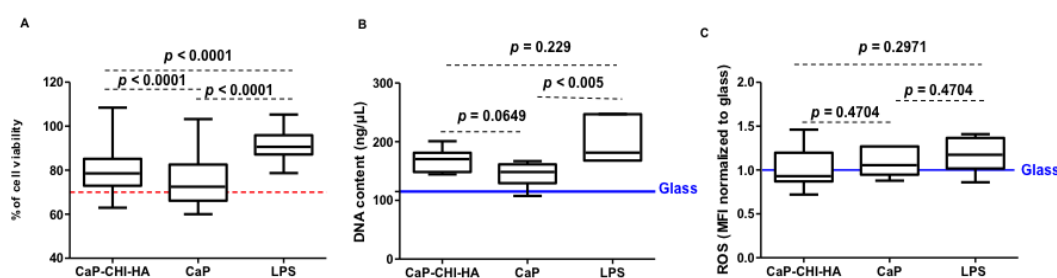 A
p < 0.0001
p < 0.0001
p < 0.0001
% of cell viability
120
100
80
60
40
CaP-CHI-HA
CaP
LPS
B
p = 0.229
p < 0.005
p = 0.0649
DNA content (ng/µL)
300
200
100
0
Glass
CaP-CHI-HA
CaP
LPS
C
p = 0.2971
p = 0.4704
p = 0.4704
ROS (MFI normalized to glass)
2.0
1.5
1.0
0.5
0.0
Glass
CaP-CHI-HA
CaP
LPS